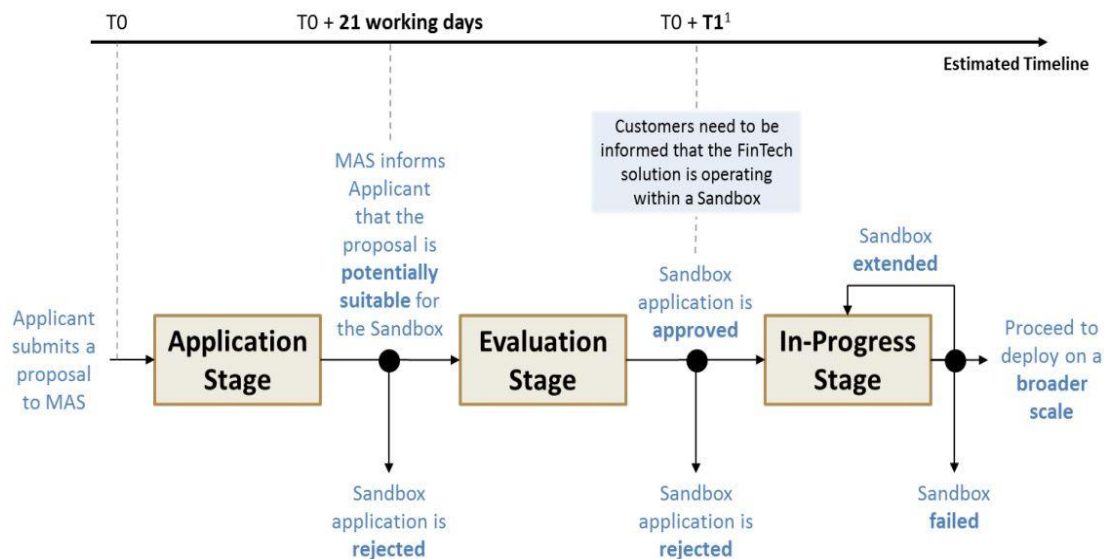 T0
T0 + 21 working days
T0 + T1¹
Estimated Timeline
Customers need to be
informed that the FinTech
solution is operating
within a Sandbox
MAS informs
Applicant
that the
proposal is
potentially
suitable for
the Sandbox
Sandbox
application is
approved
Sandbox
extended
Applicant
submits a
proposal
to MAS
Application
Stage
Evaluation
Stage
In-Progress
Stage
Proceed to
deploy on a
broader
scale
Sandbox
application is
rejected
Sandbox
application is
rejected
Sandbox
failed